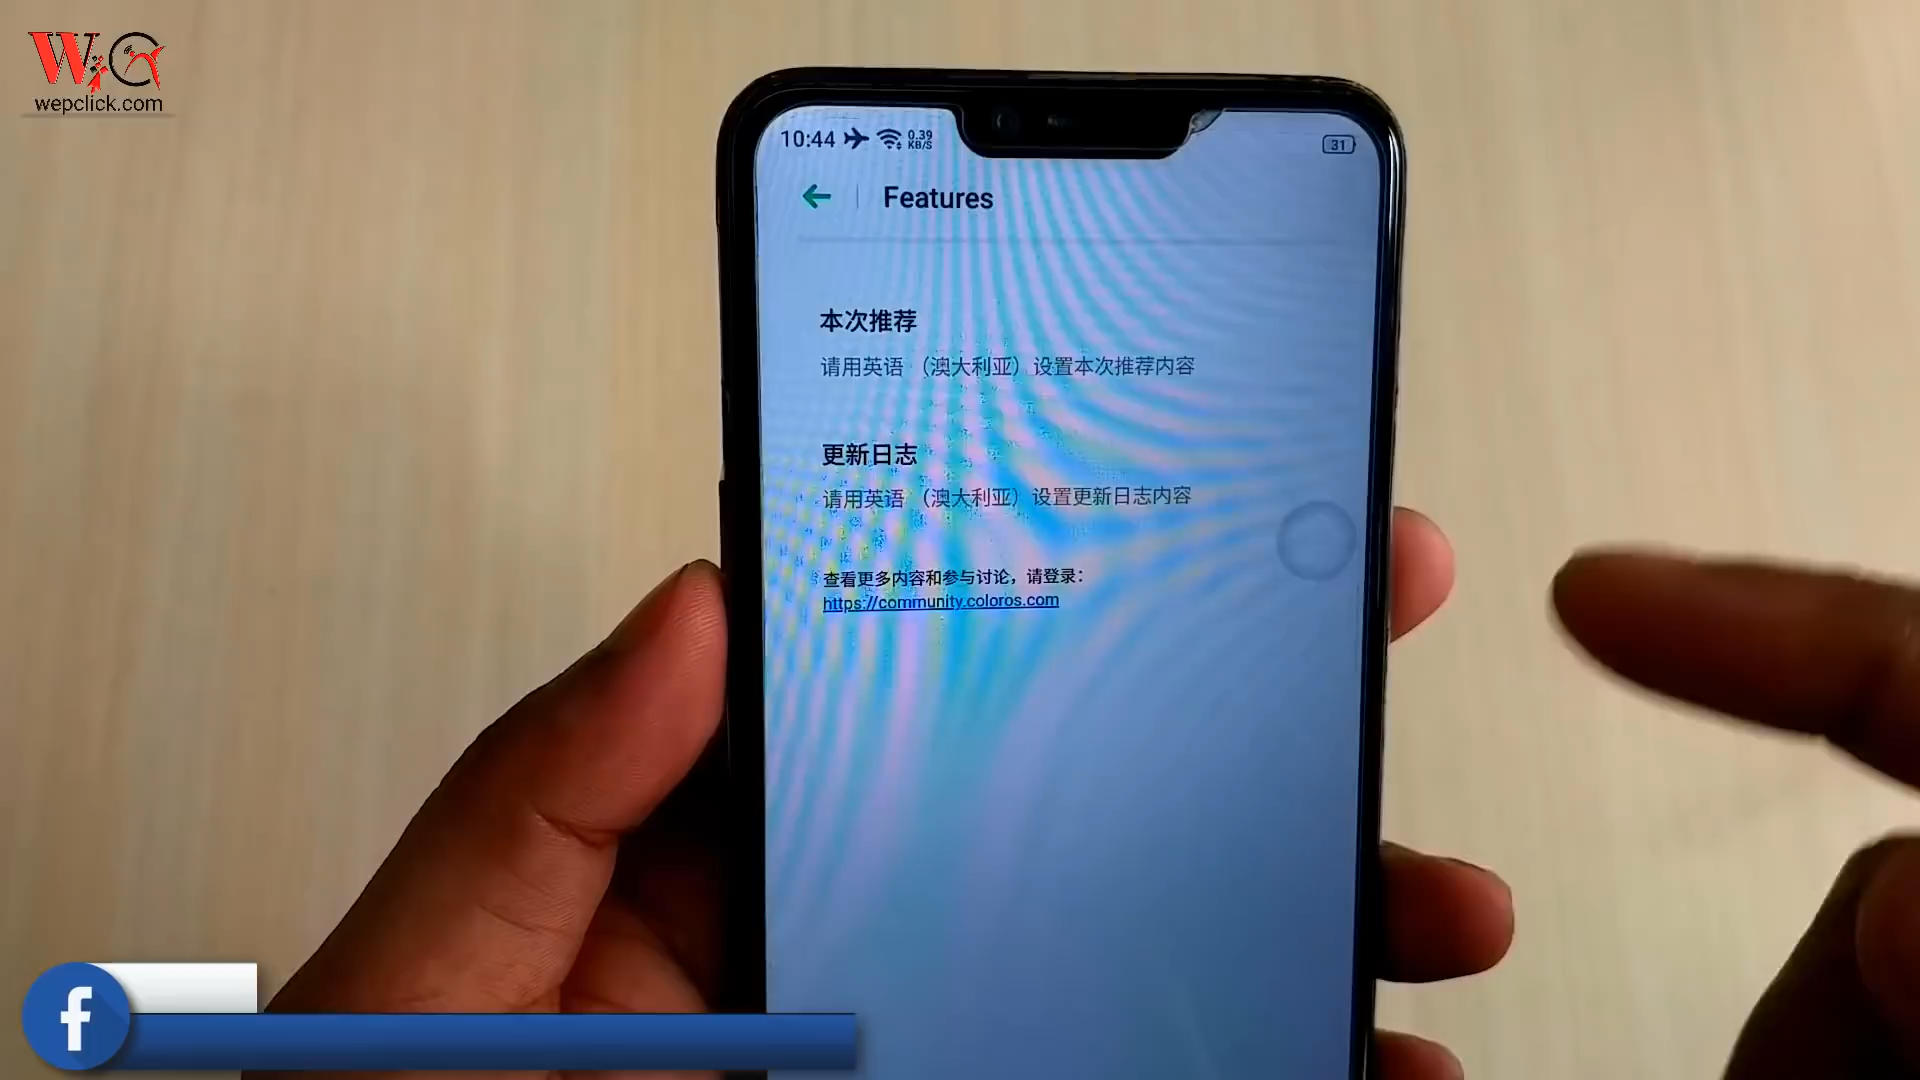 W C
wepclick.com
10:44 0.39 KB/S 31
Features
本次推荐
请用英语 （澳大利亚）设置本次推荐内容
更新日志
请用英语 （澳大利亚）设置更新日志内容
查看更多内容和参与讨论，请登录：
https://community.coloros.com
f